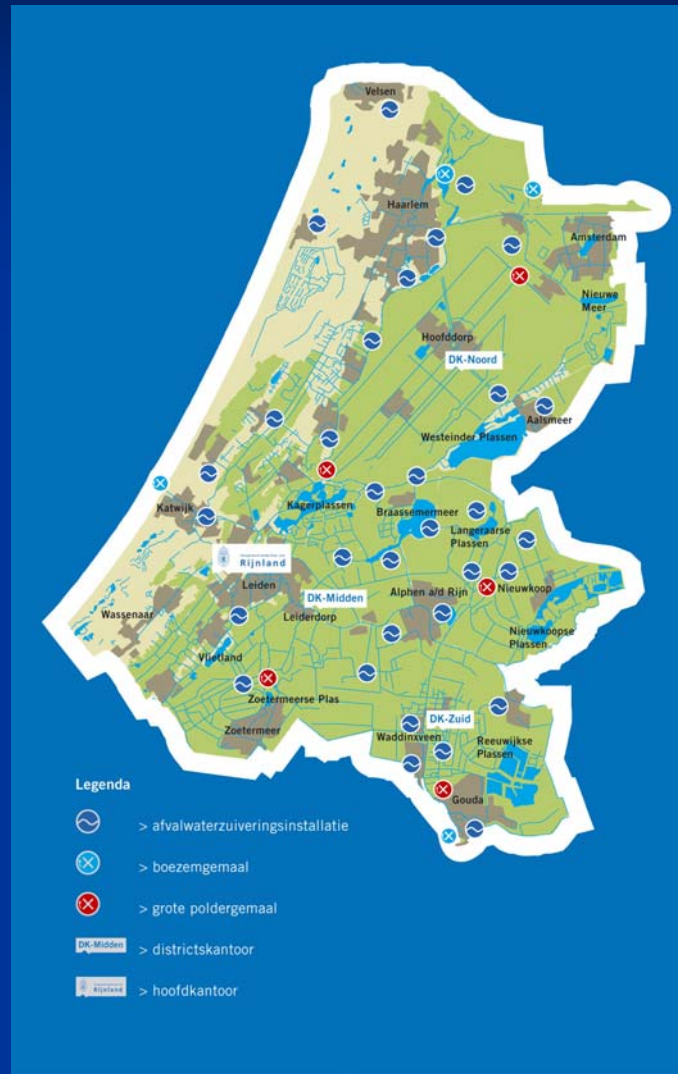 Velsen
Haarlem
Amsterdam
Nieuwe
Meer
Hoofddorp
DK-Noord
Aalsmeer
Westeinder Plassen
Kagerplassen
Braassemermeer
Katwijk
Langeraarse
Plassen
Rijnland
Leiden
DK-Midden
Alphen a/d Rijn
Nieuwkoop
Wassenaar
Leiderdorp
Nieuwkoopse
Plassen
Vlietland
Zoetermeerse Plas
DK-Zuid
Zoetermeer
Waddinxveen
Reeuwijkse
Plassen
Gouda
Legenda
> afvalwaterzuiveringsinstallatie
> boezemgemaal
> grote poldergemaal
DK-Midden > districtskantoor
Rijnland > hoofdkantoor